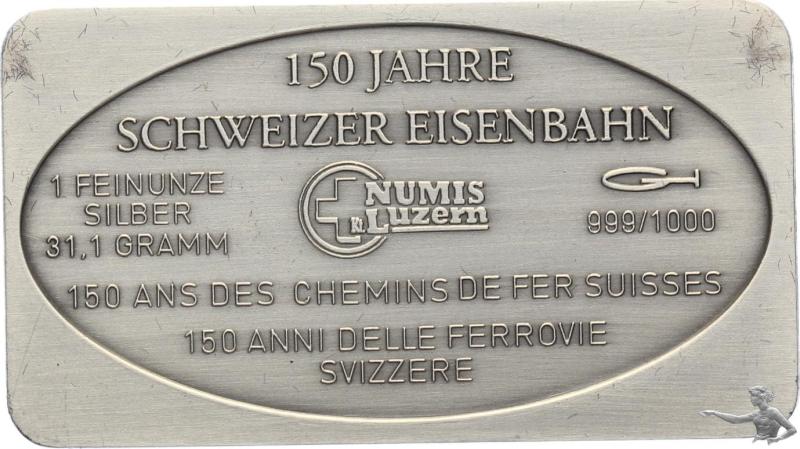 150 JAHRE
SCHWEIZER EISENBAHN
1 FEINUNZE
SILBER
31,1 GRAMM
NUMIS
Kt. Luzern
999/1000
150 ANS DES CHEMINS DE FER SUISSES
150 ANNI DELLE FERROVIE
SVIZZERE